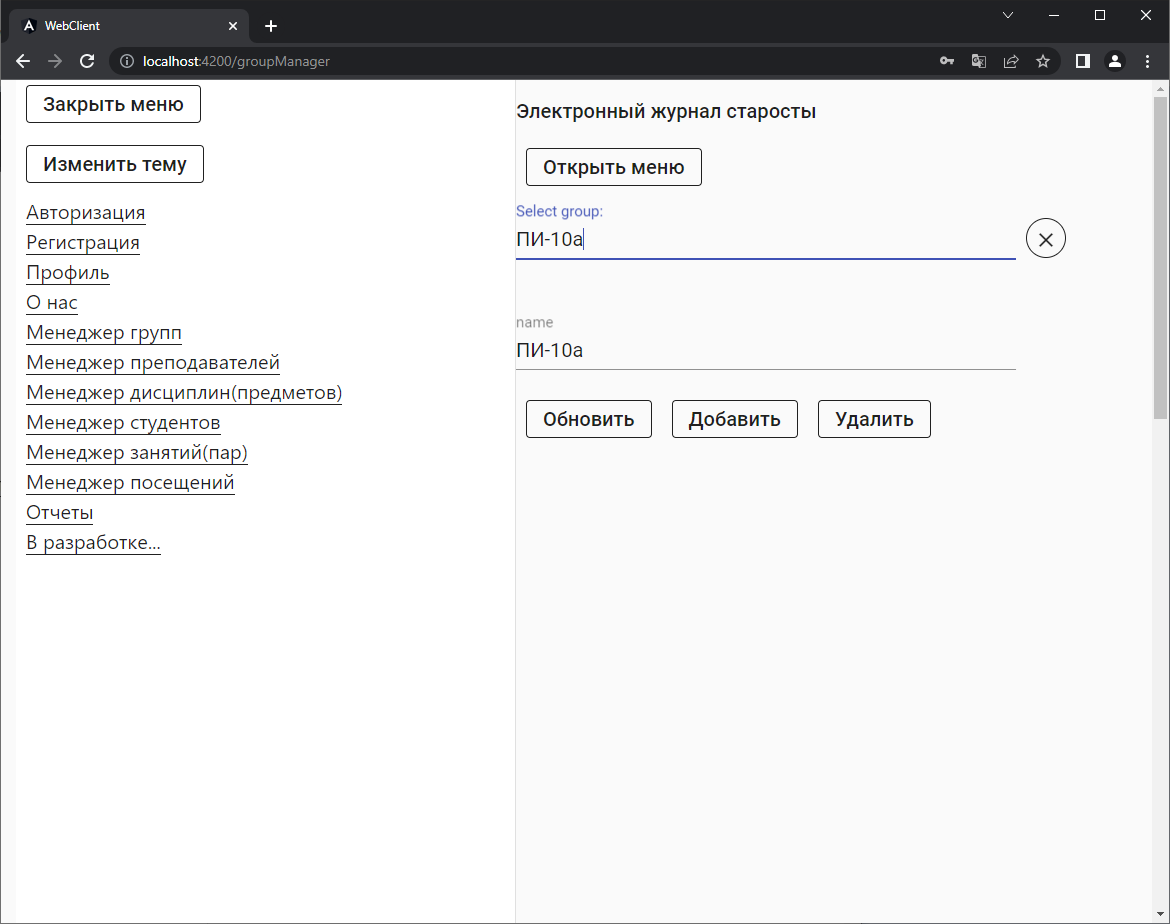 WebClient
localhost:4200/groupManager
Закрыть меню
Изменить тему
Авторизация
Регистрация
Профиль
О нас
Менеджер групп
Менеджер преподавателей
Менеджер дисциплин(предметов)
Менеджер студентов
Менеджер занятий(пар)
Менеджер посещений
Отчеты
В разработке...
Электронный журнал старосты
Открыть меню
Select group:
ПИ-10а
name
ПИ-10а
Обновить Добавить Удалить